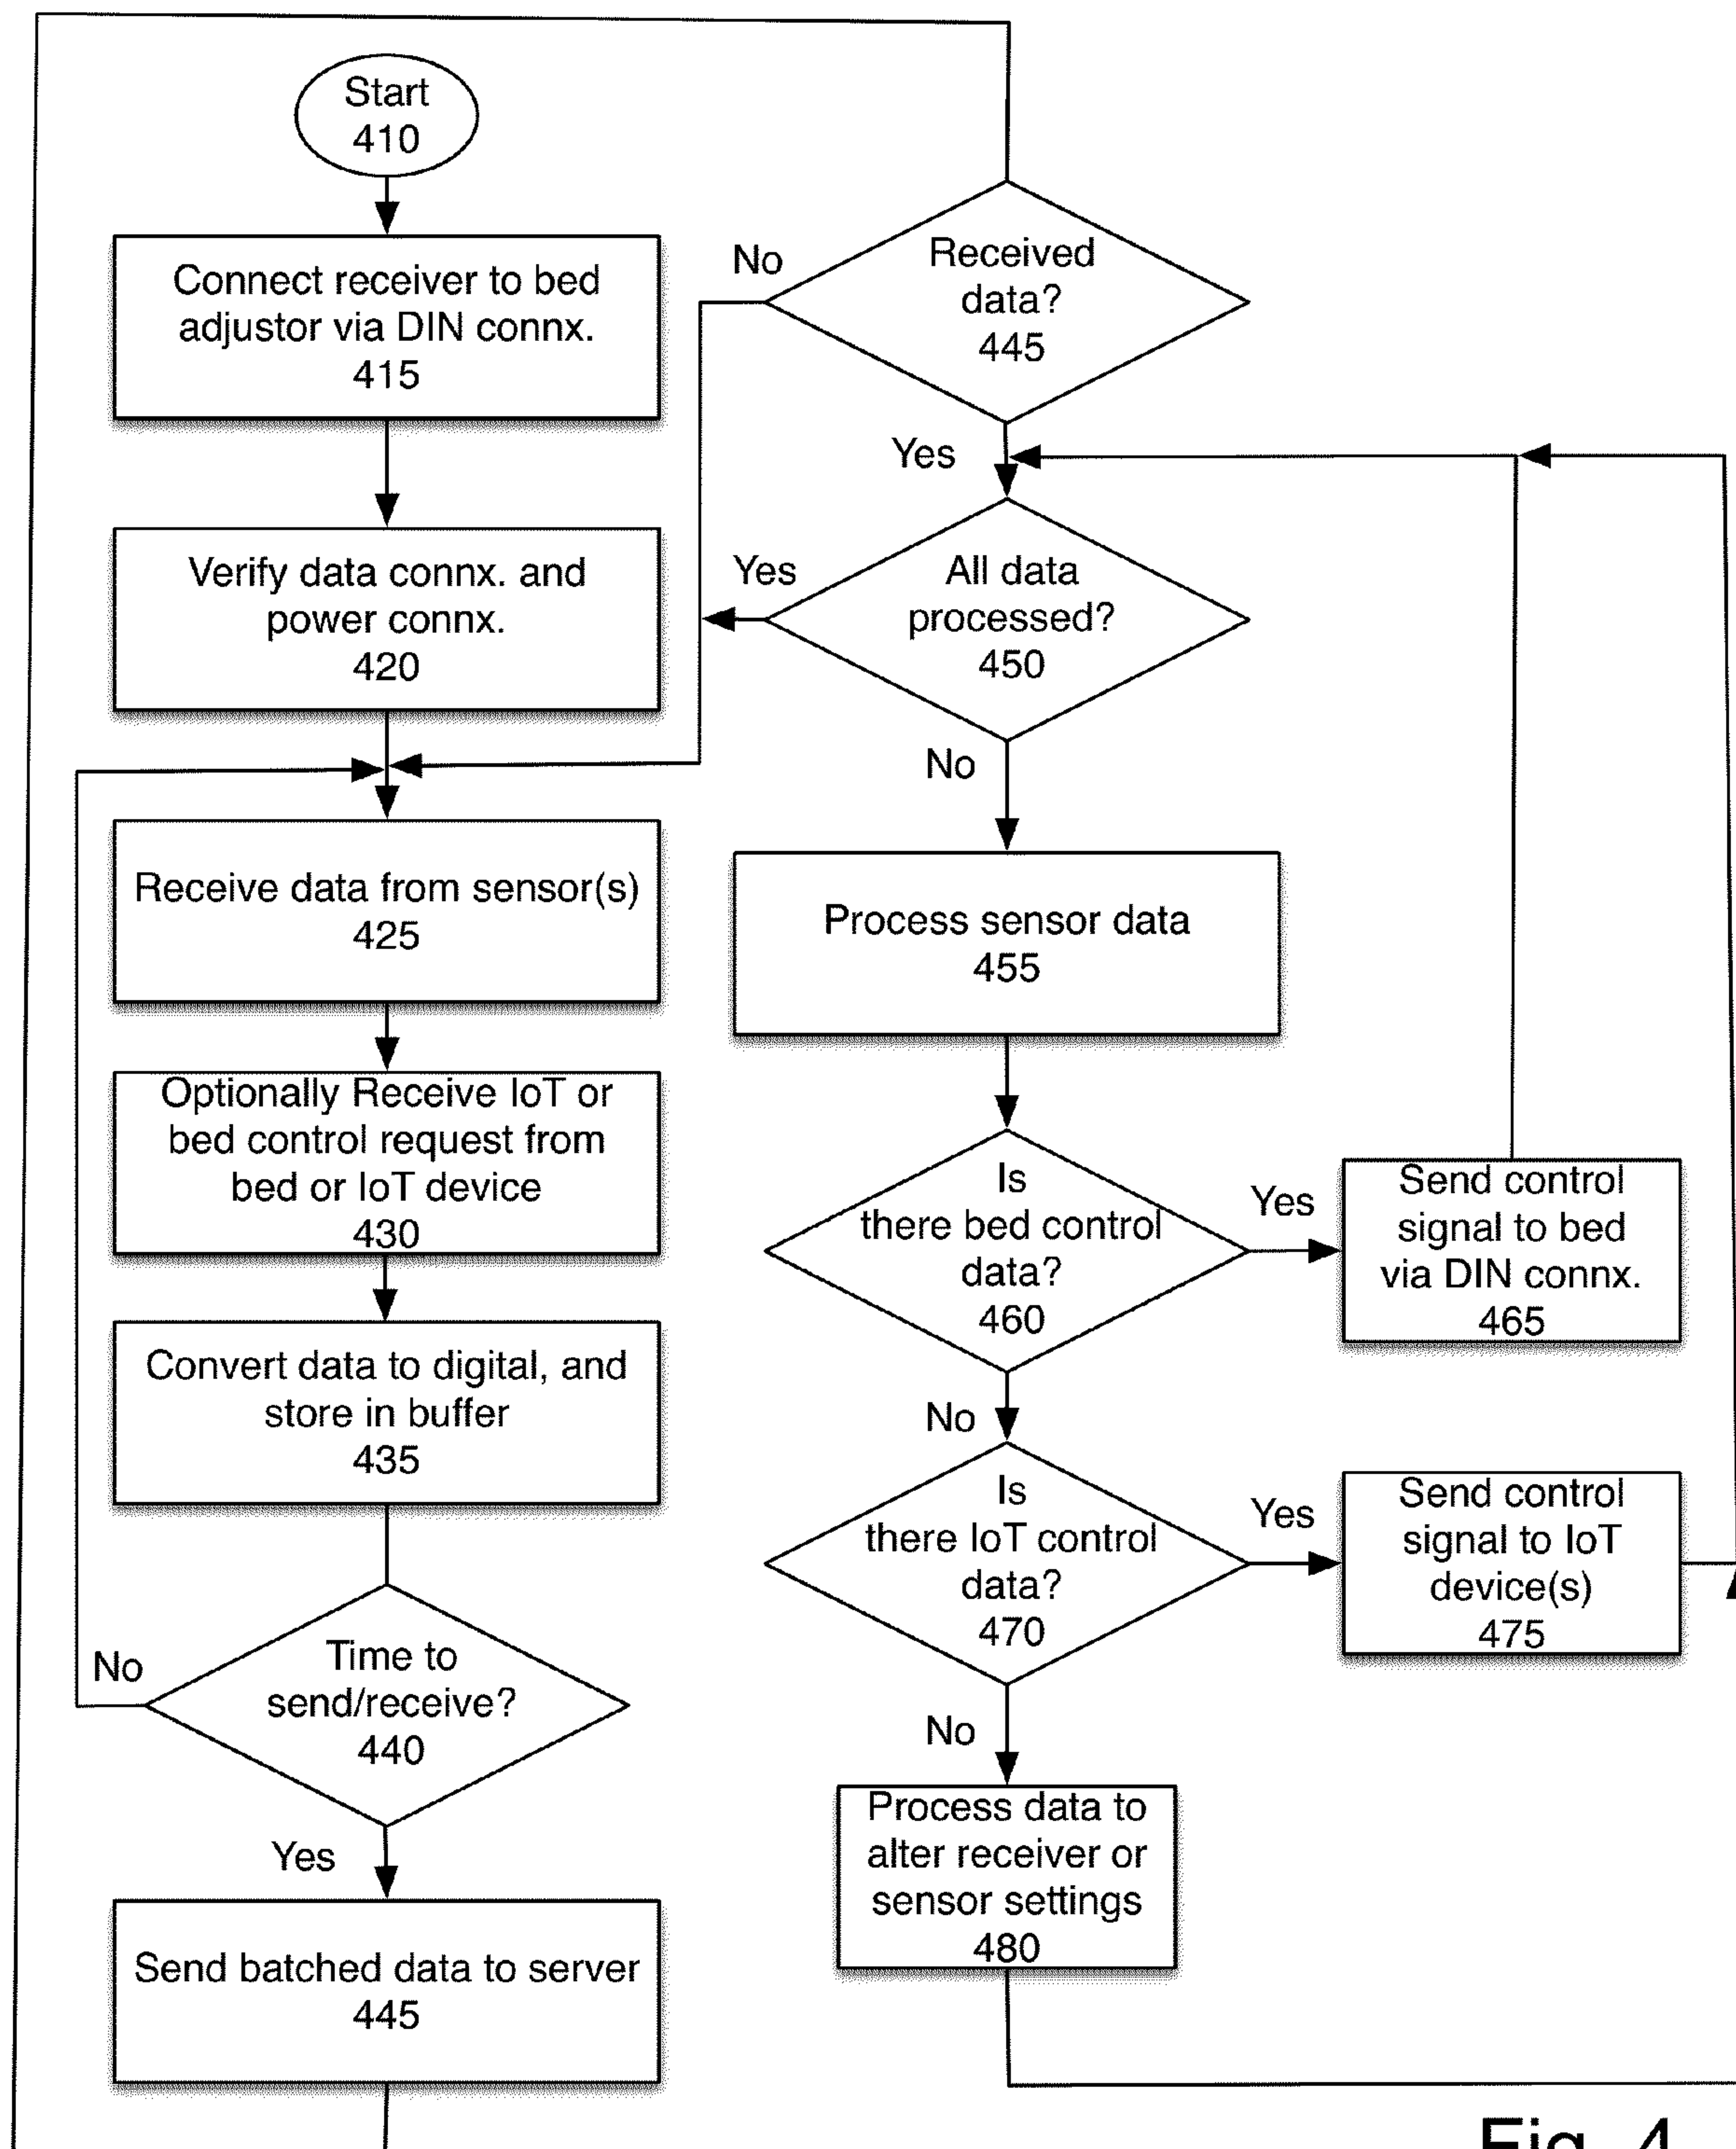 Start
410
Connect receiver to bed
adjustor via DIN connx.
415
Verify data connx. and
power connx.
420
Receive data from sensor(s)
425
Optionally Receive IoT or
bed control request from
bed or IoT device
430
Convert data to digital, and
store in buffer
435
No
Time to
send/receive?
440
Yes
Send batched data to server
445
No
Received
data?
445
Yes
Yes
All data
processed?
450
No
Process sensor data
455
Is
there bed control
data?
460
Yes
Send control
signal to bed
via DIN connx.
465
No
Is
there IoT control
data?
470
Yes
Send control
signal to IoT
device(s)
475
No
Process data to
alter receiver or
sensor settings
480
Fig. 4